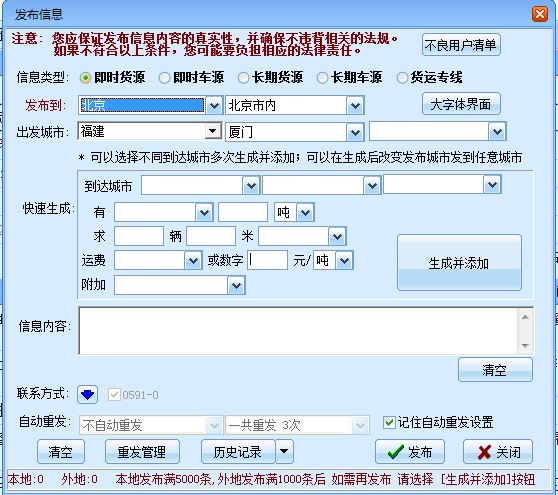 发布信息
注意: 您应保证发布信息内容的真实性，并确保不违背相关的法规。
如果不符合以上条件，您可能要负担相应的法律责任。
不良用户清单
信息类型: 即时货源 即时车源 长期货源 长期车源 货运专线
发布到: 北京 北京市内
大字体界面
出发城市: 福建 厦门
* 可以选择不同到达城市多次生成并添加；可以在生成后改变发布城市发到任意城市
到达城市
快速生成:
有 吨
求 辆 米
运费 或数字 元/ 吨
生成并添加
附加
信息内容:
清空
联系方式: 0591-0
自动重发: 不自动重发 一共重发 3次 记住自动重发设置
清空 重发管理 历史记录 发布 关闭
本地:0 外地:0 本地发布满5000条,外地发布满1000条后 如需再发布 请选择 [生成并添加]按钮